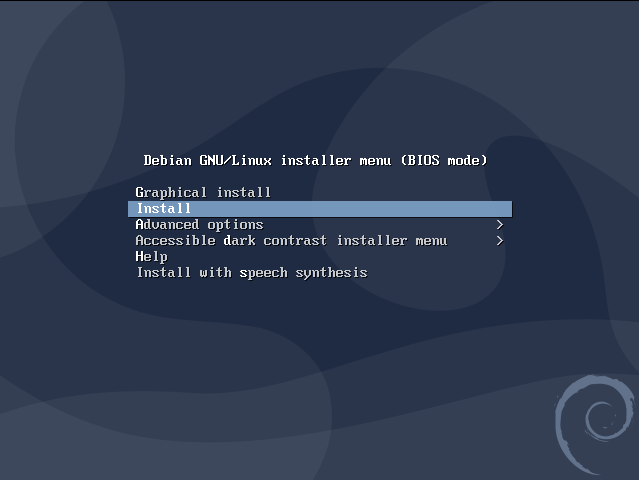 Debian GNU/Linux installer menu (BIOS mode)
Graphical install
Install
Advanced options >
Accessible dark contrast installer menu >
Help
Install with speech synthesis